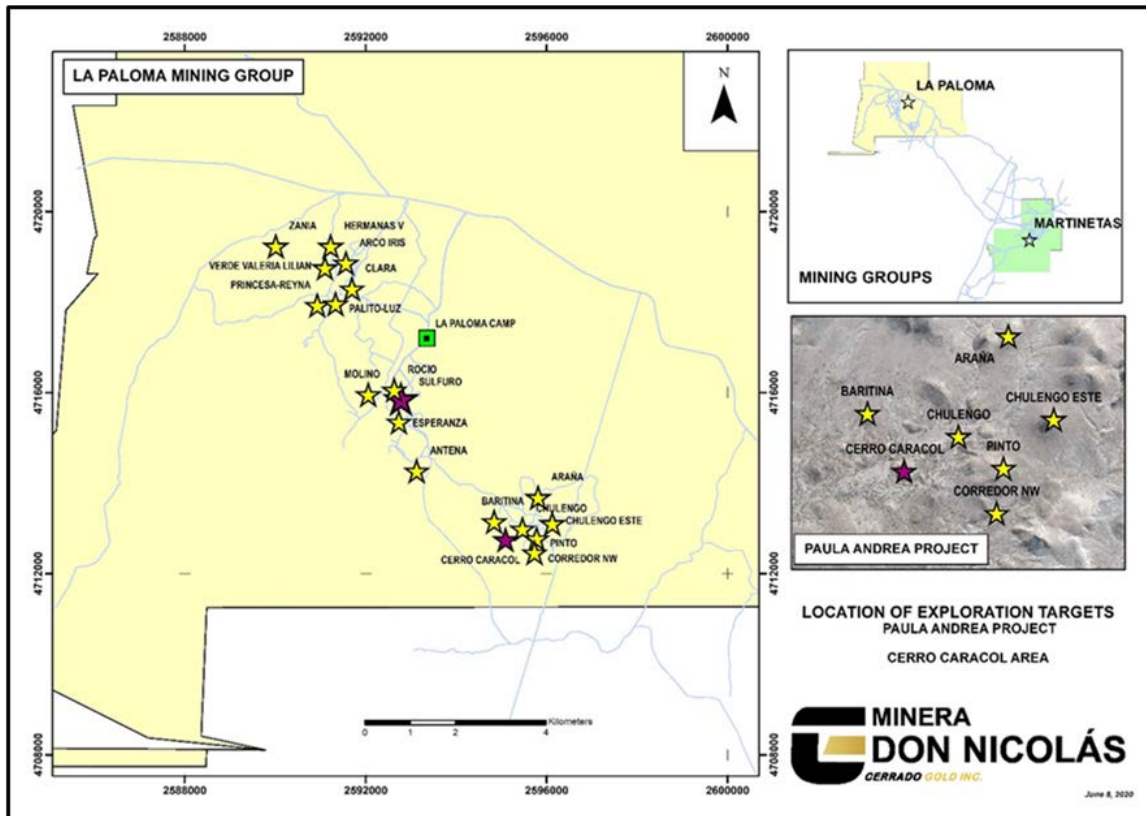 2588000
2592000
2596000
2600000
LA PALOMA MINING GROUP
N
4720000
4716000
4712000
4708000
ZANIA
HERMANAS V
ARCO IRIS
VERDE VALERIA LILIAN
CLARA
PRINCESA-REYNA
PALITO-LUZ
LA PALOMA CAMP
MOLINO
ROCIO
SULFURO
ESPERANZA
ANTENA
ARAÑA
BARITINA
CHULENGO
CHULENGO ESTE
PINTO
CERRO CARACOL
CORREDOR NW
Kilometers
0 1 2 4
2588000
2592000
2596000
2600000
LA PALOMA
MARTINETAS
MINING GROUPS
ARAÑA
BARITINA
CHULENGO ESTE
CHULENGO
CERRO CARACOL
PINTO
CORREDOR NW
PAULA ANDREA PROJECT
LOCATION OF EXPLORATION TARGETS
PAULA ANDREA PROJECT
CERRO CARACOL AREA
MINERA
DON NICOLÁS
CERRADO GOLD INC.
June 8, 2020